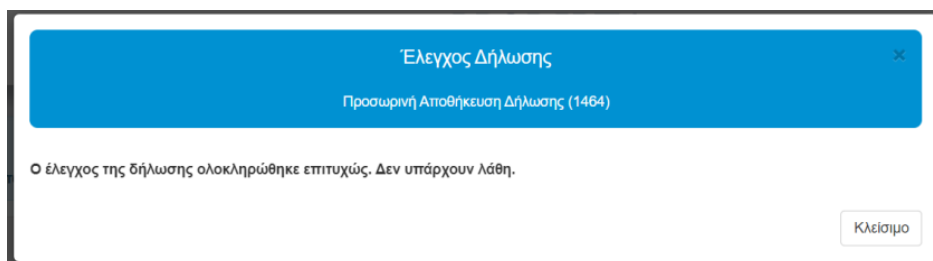 Έλεγχος Δήλωσης
×
Προσωρινή Αποθήκευση Δήλωσης (1464)
Ο έλεγχος της δήλωσης ολοκληρώθηκε επιτυχώς. Δεν υπάρχουν λάθη.
Κλείσιμο